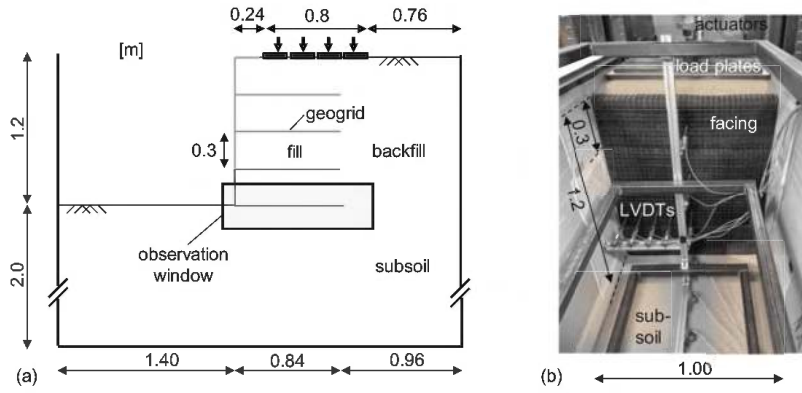 0.24 0.8 0.76
[m]
1.2
geogrid
0.3
fill
backfill
observation
window
subsoil
2.0
1.40 0.84 0.96
(a)
actuators
load plates
facing
0.3
1.2
LVDTs
sub-
soil
(b)
1.00